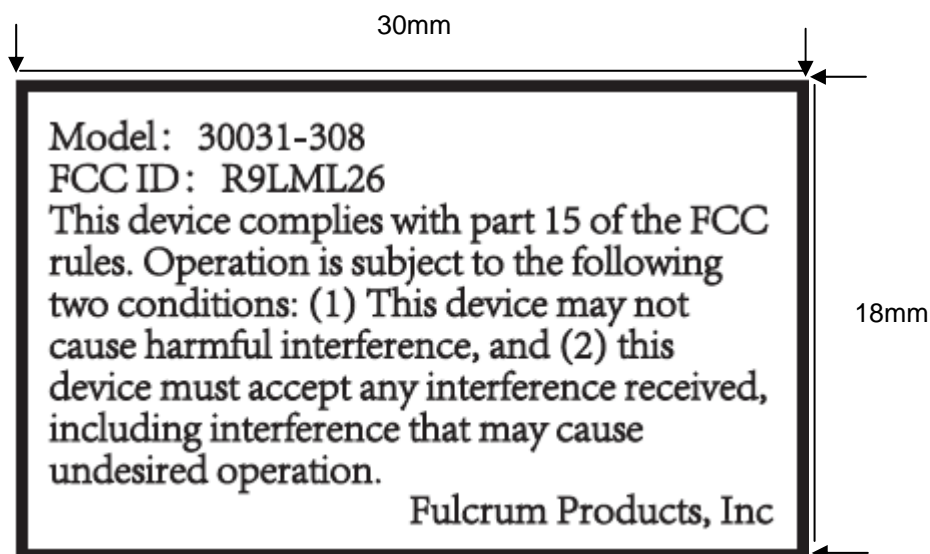 30mm
Model: 30031-308
FCC ID: R9LML26
This device complies with part 15 of the FCC
rules. Operation is subject to the following
two conditions: (1) This device may not
cause harmful interference, and (2) this
device must accept any interference received,
including interference that may cause
undesired operation.
Fulcrum Products, Inc
18mm